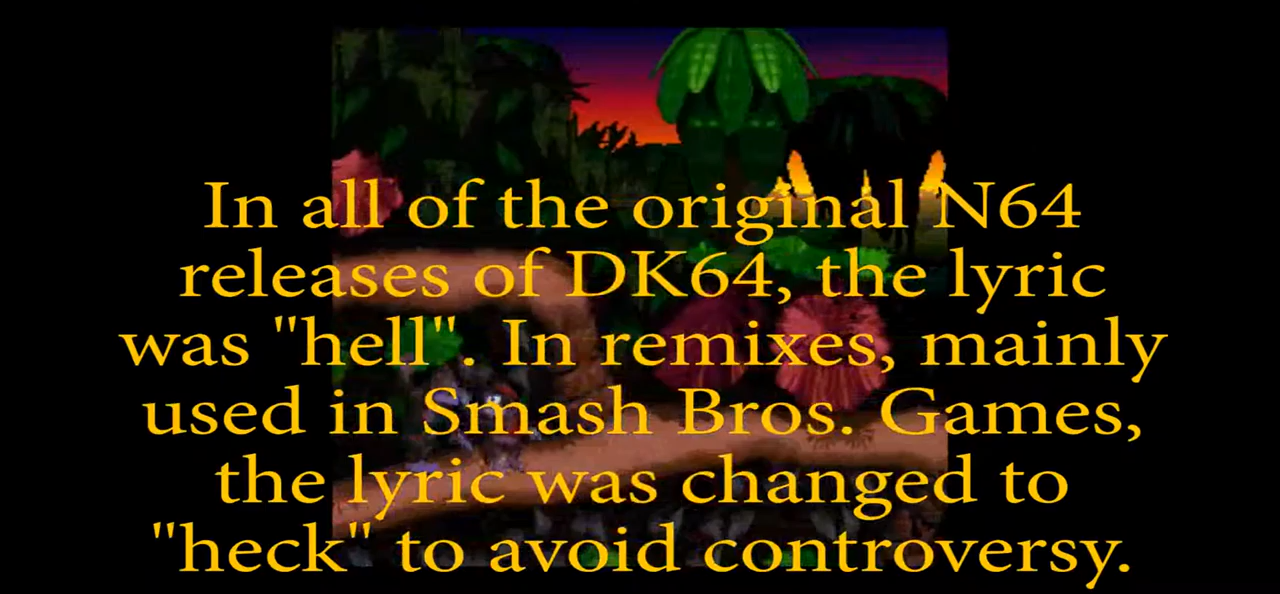 In all of the original N64
releases of DK64, the lyric
was "hell". In remixes, mainly
used in Smash Bros. Games,
the lyric was changed to
"heck" to avoid controversy.